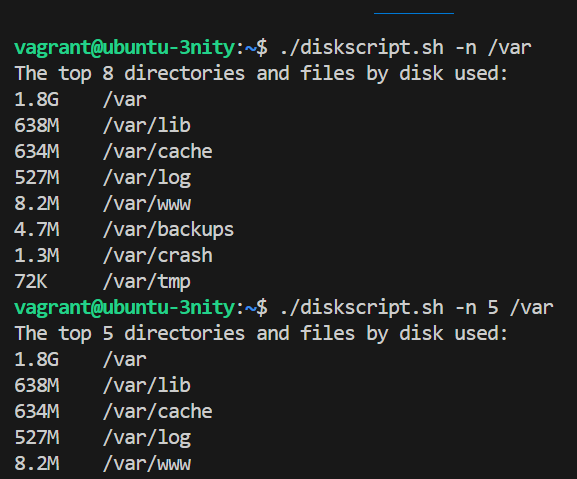 vagrant@ubuntu-3nity:~$ ./diskscript.sh -n /var
The top 8 directories and files by disk used:
1.8G    /var
638M    /var/lib
634M    /var/cache
527M    /var/log
8.2M    /var/www
4.7M    /var/backups
1.3M    /var/crash
72K     /var/tmp
vagrant@ubuntu-3nity:~$ ./diskscript.sh -n 5 /var
The top 5 directories and files by disk used:
1.8G    /var
638M    /var/lib
634M    /var/cache
527M    /var/log
8.2M    /var/www